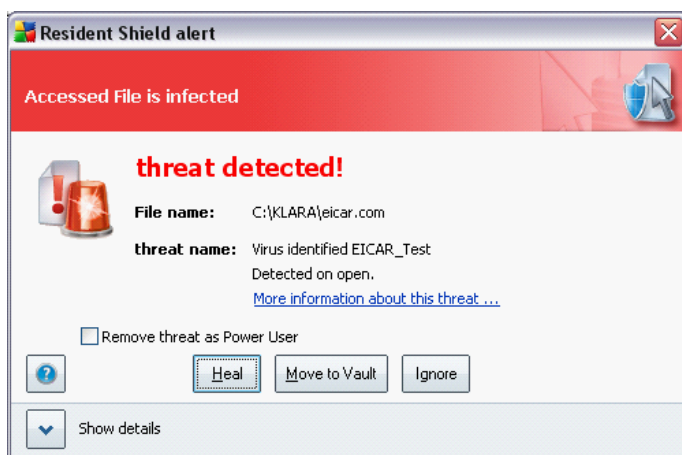 Resident Shield alert
Accessed File is infected
threat detected!
File name: C:\KLARA\eicar.com
threat name: Virus identified EICAR_Test
Detected on open.
More information about this threat ...
Remove threat as Power User
Heal Move to Vault Ignore
Show details